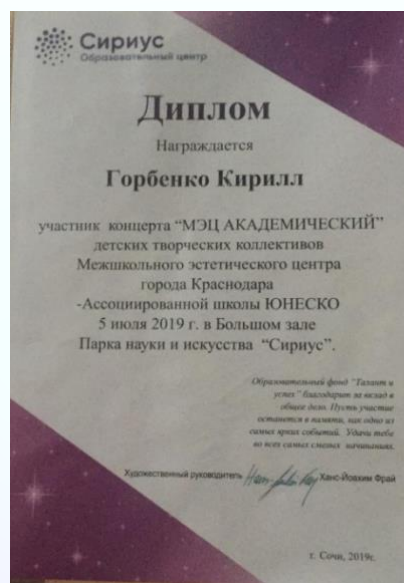 Сириус
Образовательный центр
Диплом
Награждается
Горбенко Кирилл
участник концерта “МЭЦ АКАДЕМИЧЕСКИЙ”
детских творческих коллективов
Межшкольного эстетического центра
города Краснодара
-Ассоциированной школы ЮНЕСКО
5 июля 2019 г. в Большом зале
Парка науки и искусства “Сириус”.
Образовательный фонд “Талант и
успех” благодарит за вклад в
общее дело. Пусть участие
останется в памяти, как одно из
самых ярких событий. Удачи тебе
во всех самых смелых начинаниях.
Художественный руководитель Ханс-Йоахим Фрай
г. Сочи, 2019г.